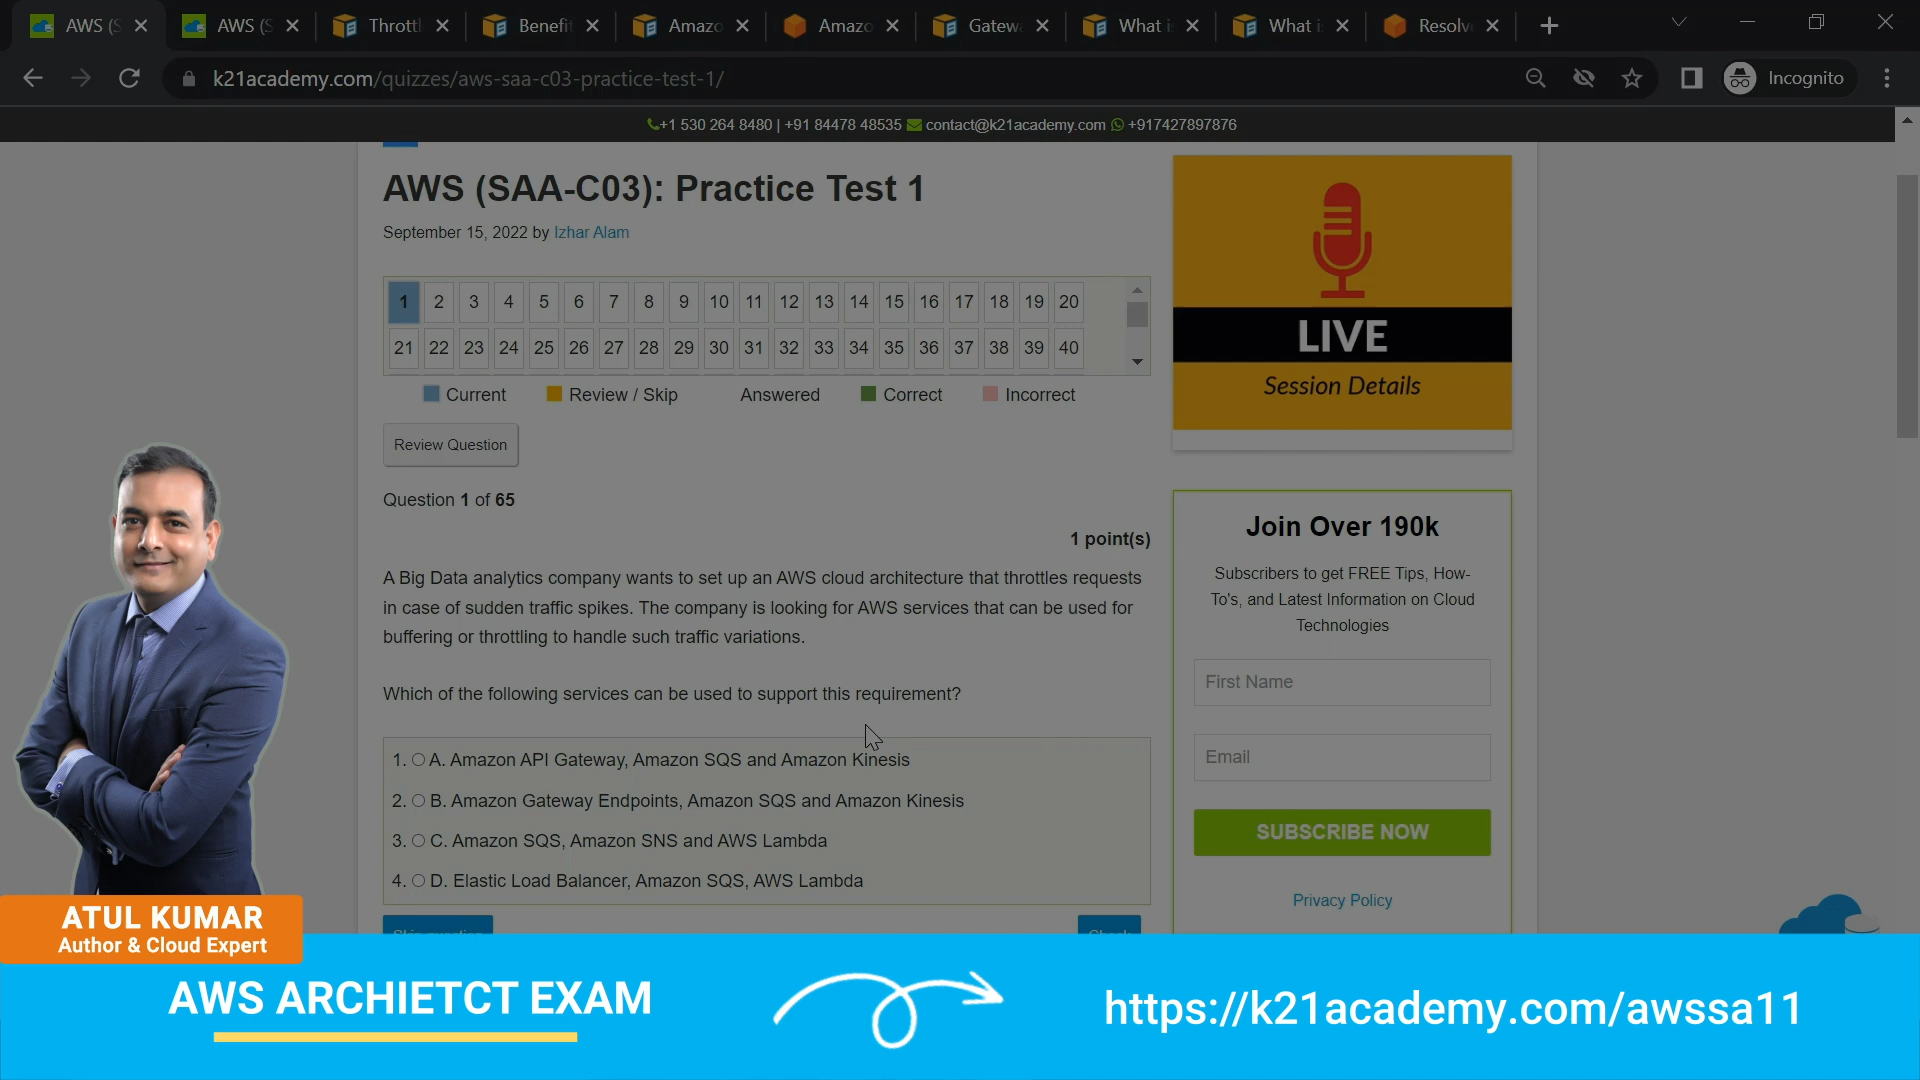 AWS (S
AWS (S
Thrott
Benefi
Amazo
Amazo
Gatew
What i
What i
Resolv
k21academy.com/quizzes/aws-saa-c03-practice-test-1/
Incognito
+1 530 264 8480 | +91 84478 48535 contact@k21academy.com +917427897876
AWS (SAA-C03): Practice Test 1
September 15, 2022 by Izhar Alam
1 2 3 4 5 6 7 8 9 10 11 12 13 14 15 16 17 18 19 20
21 22 23 24 25 26 27 28 29 30 31 32 33 34 35 36 37 38 39 40
Current Review / Skip Answered Correct Incorrect
Review Question
Question 1 of 65
1 point(s)
A Big Data analytics company wants to set up an AWS cloud architecture that throttles requests
in case of sudden traffic spikes. The company is looking for AWS services that can be used for
buffering or throttling to handle such traffic variations.
Which of the following services can be used to support this requirement?
1. A. Amazon API Gateway, Amazon SQS and Amazon Kinesis
2. B. Amazon Gateway Endpoints, Amazon SQS and Amazon Kinesis
3. C. Amazon SQS, Amazon SNS and AWS Lambda
4. D. Elastic Load Balancer, Amazon SQS, AWS Lambda
Skip question
Check
LIVE
Session Details
Join Over 190k
Subscribers to get FREE Tips, How-
To's, and Latest Information on Cloud
Technologies
First Name
Email
SUBSCRIBE NOW
Privacy Policy
ATUL KUMAR
Author & Cloud Expert
AWS ARCHIETCT EXAM
https://k21academy.com/awssa11